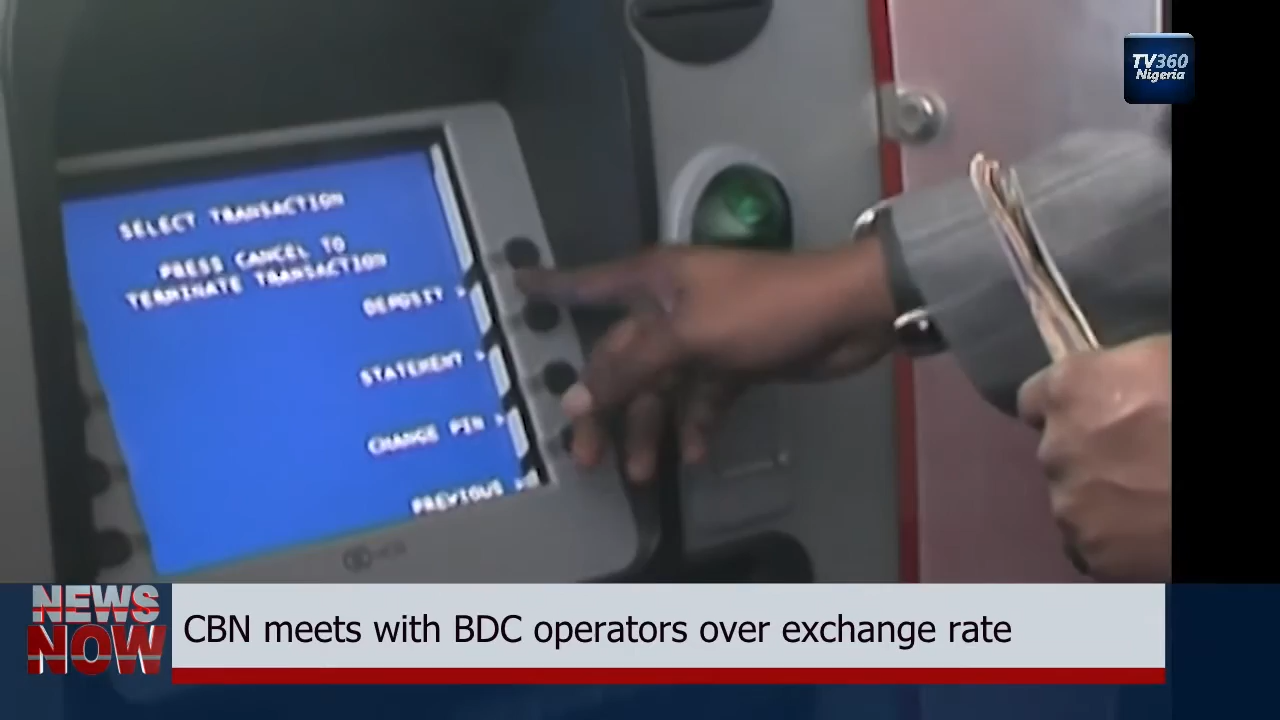 TV360
Nigeria
SELECT TRANSACTION
PRESS CANCEL TO
TERMINATE TRANSACTION
DEPOSIT >
STATEMENT >
CHANGE PIN >
PREVIOUS >
NCR
NEWS
NOW
CBN meets with BDC operators over exchange rate